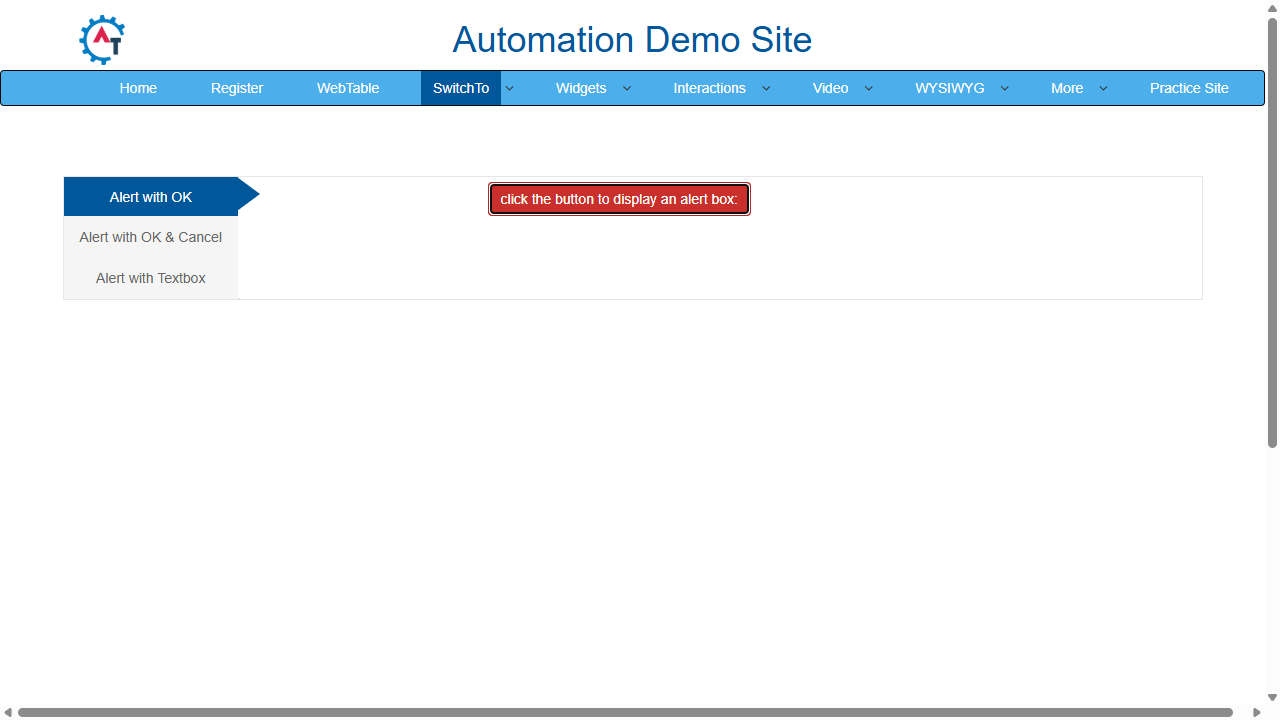 AT
Automation Demo Site
Home Register WebTable SwitchTo Widgets Interactions Video WYSIWYG More Practice Site
Alert with OK
click the button to display an alert box:
Alert with OK & Cancel
Alert with Textbox